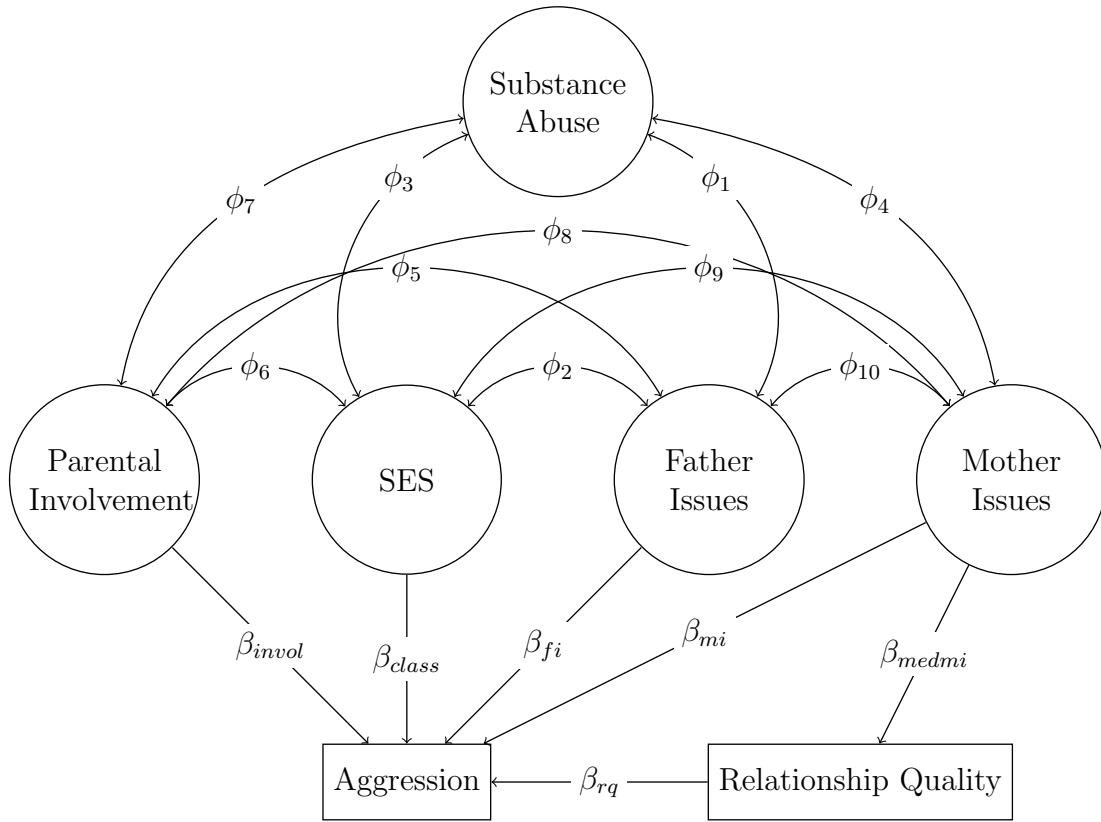 Substance
Abuse
ϕ3
ϕ1
ϕ7
ϕ4
ϕ8
ϕ5
ϕ9
ϕ6
ϕ2
ϕ10
Parental
Involvement
SES
Father
Issues
Mother
Issues
βinvol
βclass
βfi
βmi
βmedmi
Aggression
βrq
Relationship Quality